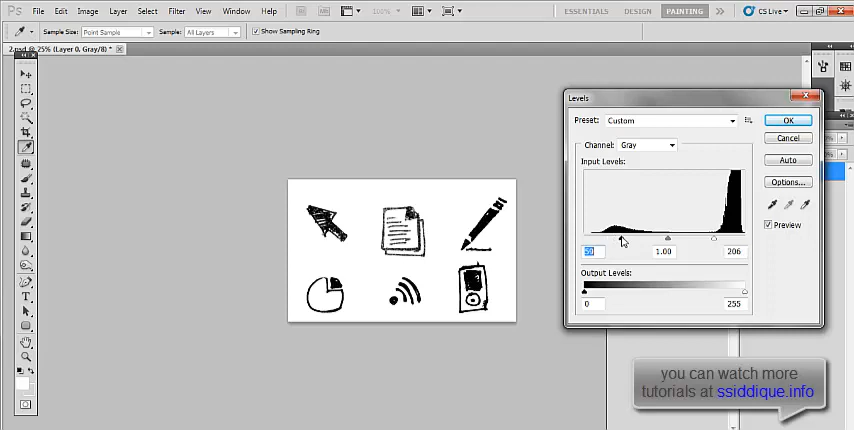 Ps File Edit Image Layer Select Filter Analysis View Window Help 100% CS Live
ESSENTIALS DESIGN PAINTING
Sample Size: Point Sample Sample: All Layers Show Sampling Ring
2.psd @ 25% (Layer 0, Gray/8) *
Levels
Preset: Custom
OK
Channel: Gray
Cancel
Input Levels:
Auto
Options...
Preview
50 1.00 206
Output Levels:
0 255
you can watch more
tutorials at ssiddique.info